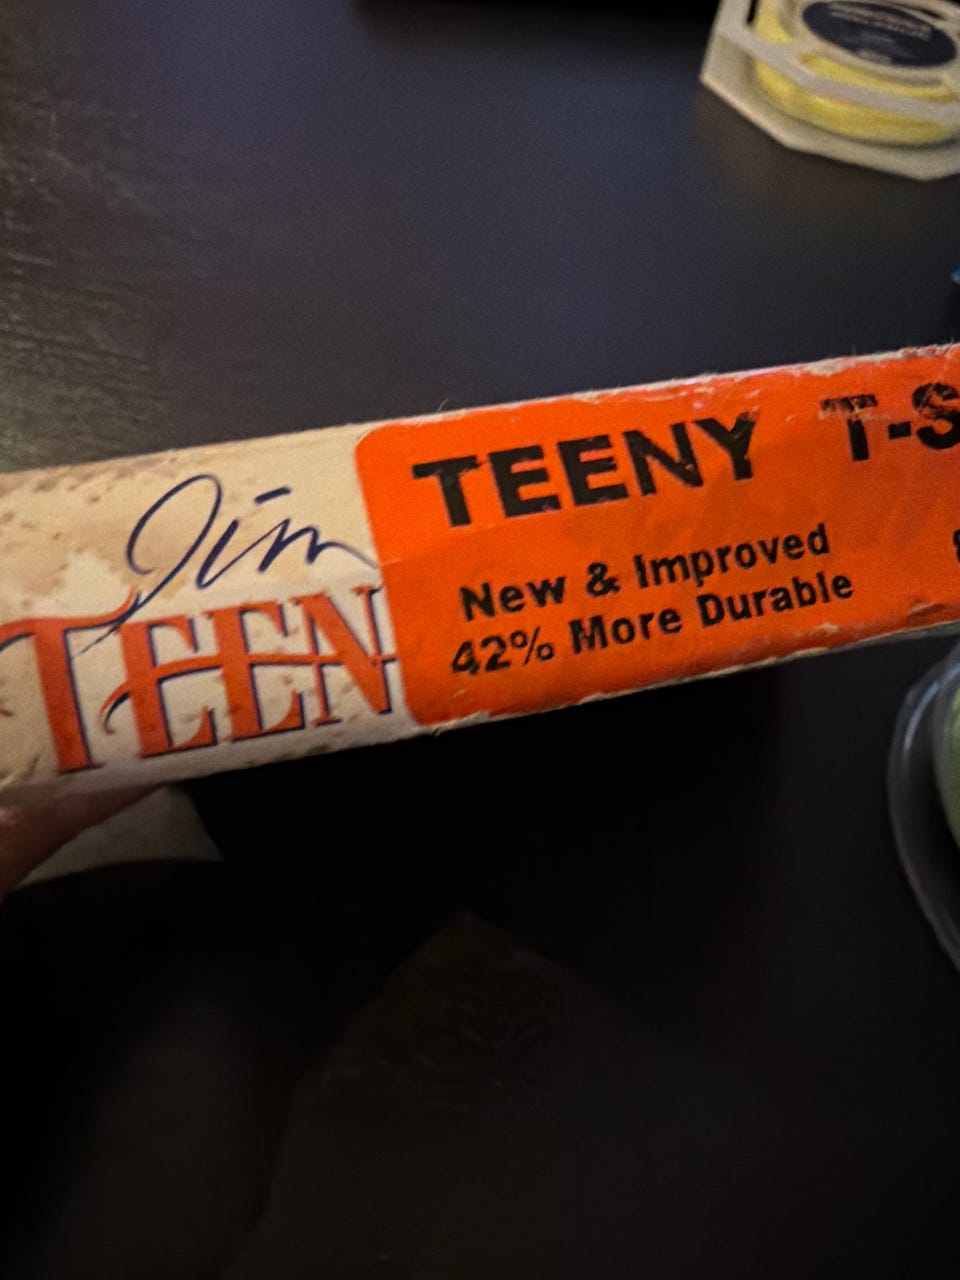 Jim
TEEN
TEENY T-S
New & Improved
42% More Durable